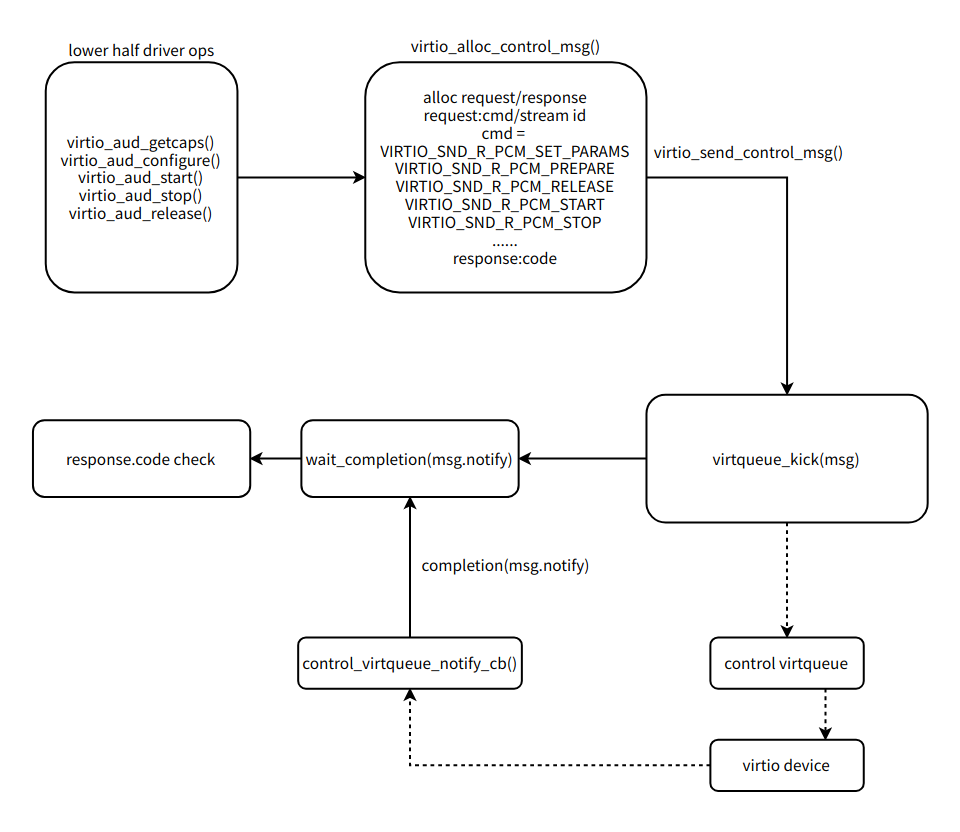 lower half driver ops
virtio_aud_getcaps()
virtio_aud_configure()
virtio_aud_start()
virtio_aud_stop()
virtio_aud_release()
virtio_alloc_control_msg()
alloc request/response
request:cmd/stream id
cmd =
VIRTIO_SND_R_PCM_SET_PARAMS
VIRTIO_SND_R_PCM_PREPARE
VIRTIO_SND_R_PCM_RELEASE
VIRTIO_SND_R_PCM_START
VIRTIO_SND_R_PCM_STOP
......
response:code
virtio_send_control_msg()
virtqueue_kick(msg)
wait_completion(msg.notify)
response.code check
completion(msg.notify)
control_virtqueue_notify_cb()
control virtqueue
virtio device